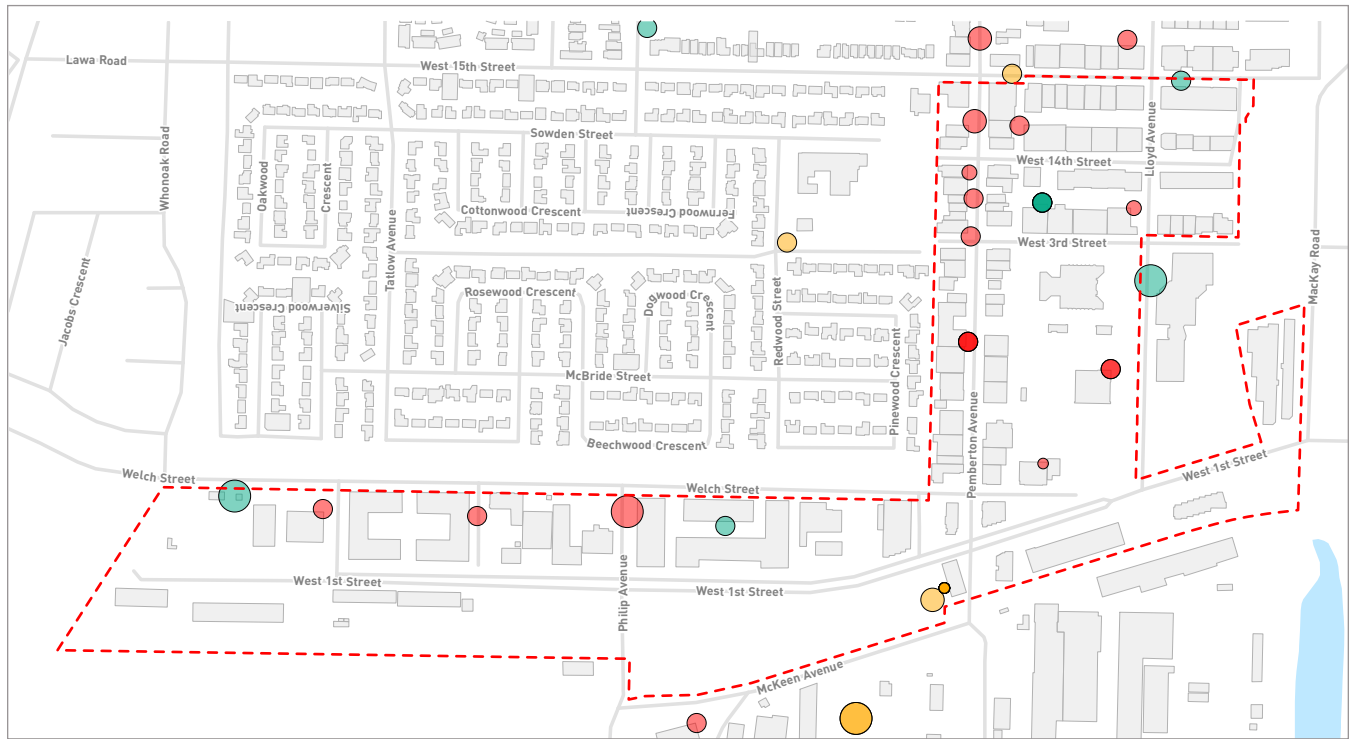 Lawa Road
West 15th Street
Whonoak Road
Sowden Street
Lloyd Avenue
West 14th Street
Oakwood
Crescent
Cottonwood Crescent
Fernwood Crescent
Tatlow Avenue
West 3rd Street
MacKay Road
Jacobs Crescent
Rosewood Crescent
Dogwood Crescent
Redwood Street
Silverwood Crescent
Pinewood Crescent
McBride Street
Pemberton Avenue
Beechwood Crescent
Welch Street
Welch Street
West 1st Street
West 1st Street
West 1st Street
Philip Avenue
McKeen Avenue